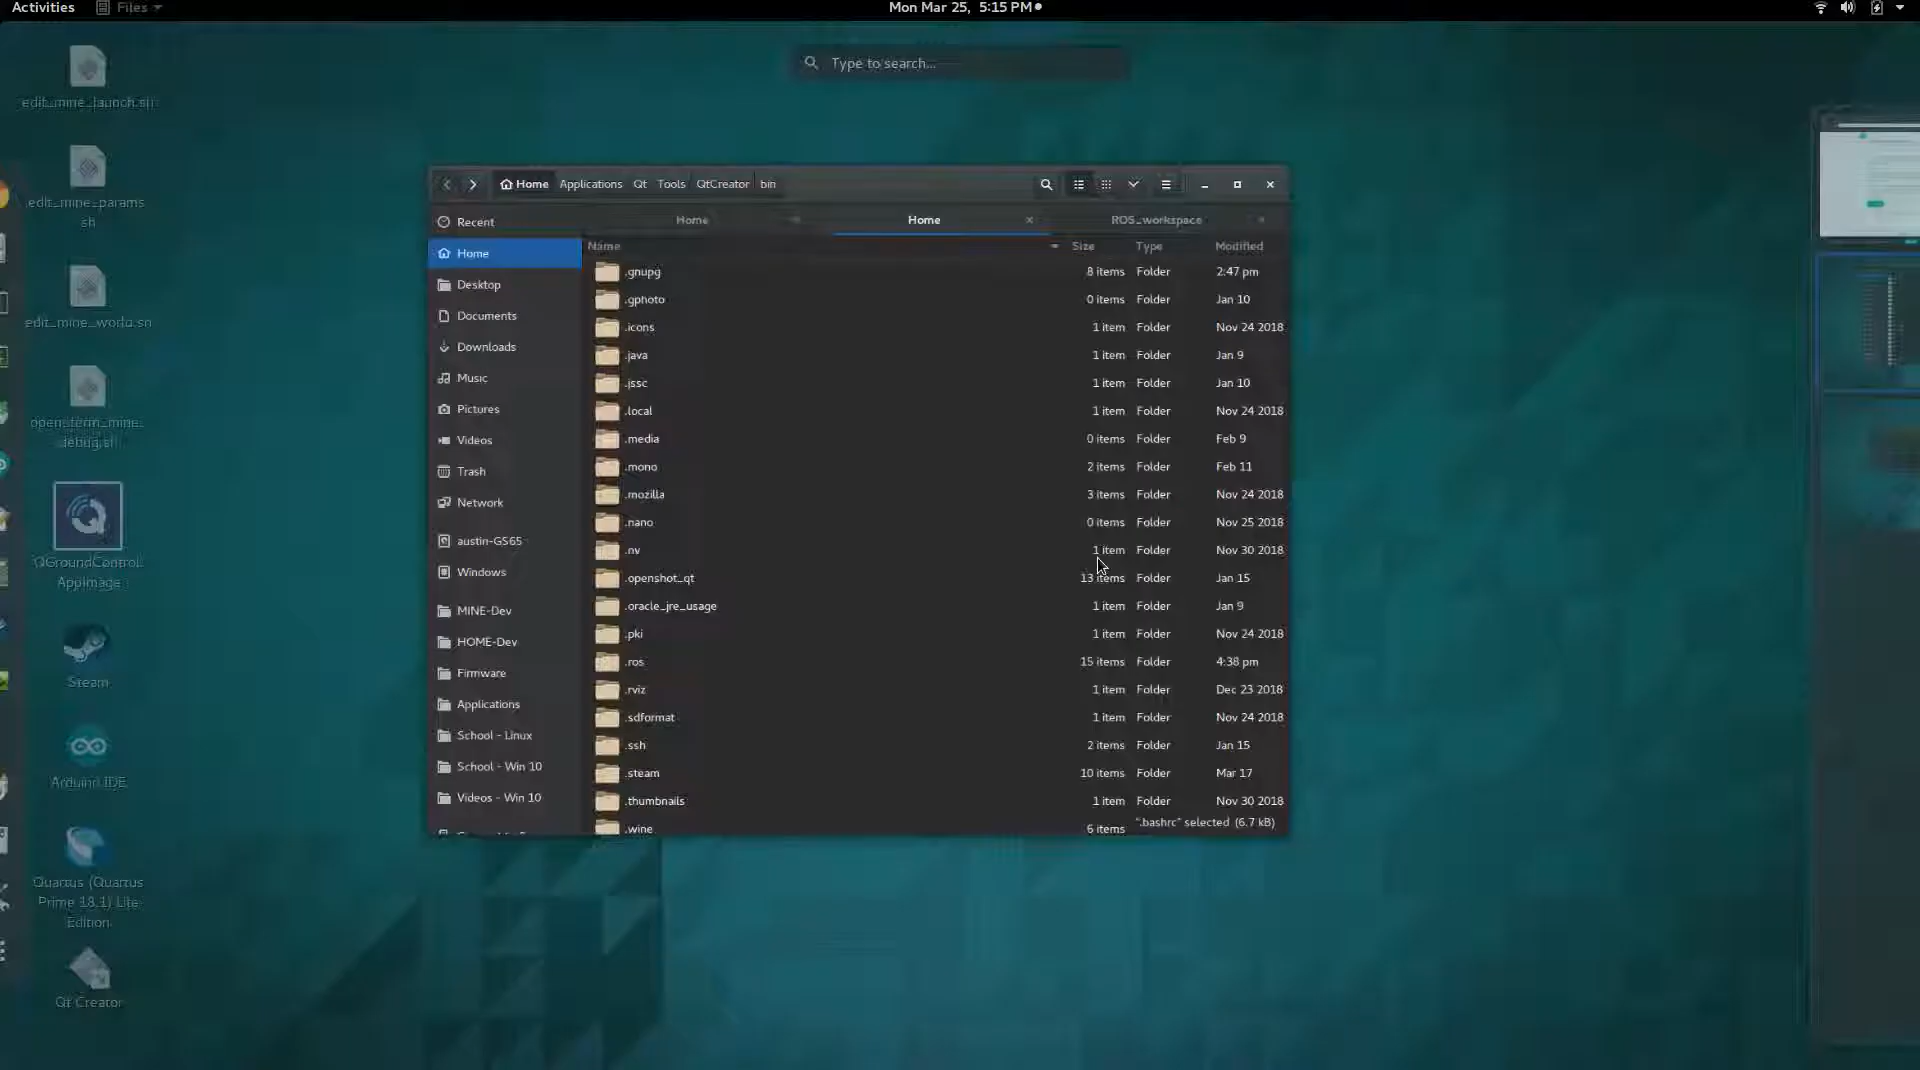 Activities Files Mon Mar 25, 5:15 PM
Type to search...
edit_mine_launch.sh
edit_mine_params.
sh
edit_mine_world.sh
open_term_mine_
debug.sh
QGroundControl.
AppImage
Steam
Arduino IDE
Quartus (Quartus
Prime 18.1) Lite
Edition
Qt Creator
Home Applications Qt Tools QtCreator bin
Recent
Home
Desktop
Documents
Downloads
Music
Pictures
Videos
Trash
Network
austin-GS65
Windows
MINE-Dev
HOME-Dev
Firmware
Applications
School - Linux
School - Win 10
Videos - Win 10
Home Home ROS_workspace
Name Size Type Modified
.gnupg 8 items Folder 2:47 pm
.gphoto 0 items Folder Jan 10
.icons 1 item Folder Nov 24 2018
.java 1 item Folder Jan 9
.jssc 1 item Folder Jan 10
.local 1 item Folder Nov 24 2018
.media 0 items Folder Feb 9
.mono 2 items Folder Feb 11
.mozilla 3 items Folder Nov 24 2018
.nano 0 items Folder Nov 25 2018
.nv 1 item Folder Nov 30 2018
.openshot_qt 13 items Folder Jan 15
.oracle_jre_usage 1 item Folder Jan 9
.pki 1 item Folder Nov 24 2018
.ros 15 items Folder 4:38 pm
.rviz 1 item Folder Dec 23 2018
.sdformat 1 item Folder Nov 24 2018
.ssh 2 items Folder Jan 15
.steam 10 items Folder Mar 17
.thumbnails 1 item Folder Nov 30 2018
.wine 6 items
".bashrc" selected (6.7 kB)